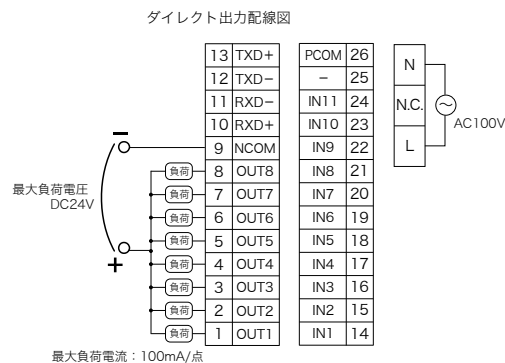 ダイレクト出力配線図
13 TXD+ PCOM 26
12 TXD− − 25
11 RXD− IN11 24
10 RXD+ IN10 23
9 NCOM IN9 22
負荷 8 OUT8 IN8 21
負荷 7 OUT7 IN7 20
負荷 6 OUT6 IN6 19
負荷 5 OUT5 IN5 18
負荷 4 OUT4 IN4 17
負荷 3 OUT3 IN3 16
負荷 2 OUT2 IN2 15
負荷 1 OUT1 IN1 14
N
N.C.
L
AC100V
−
最大負荷電圧
DC24V
+
最大負荷電流：100mA/点